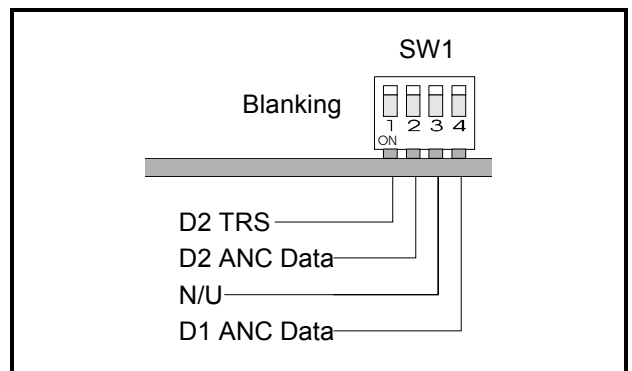 SW1
Blanking
1 2 3 4
ON
D2 TRS
D2 ANC Data
N/U
D1 ANC Data